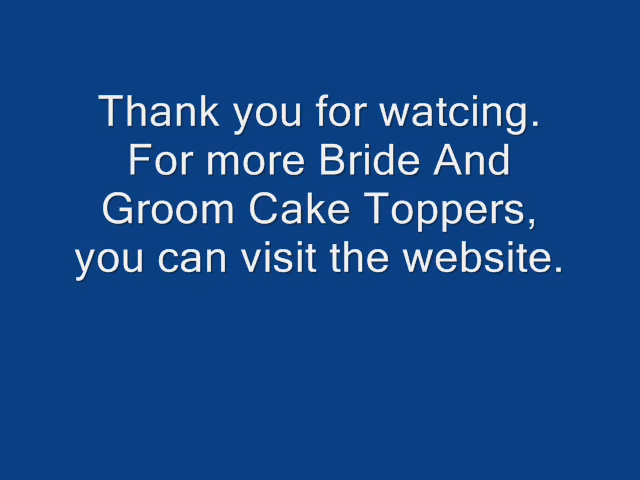 Thank you for watcing.
For more Bride And
Groom Cake Toppers,
you can visit the website.